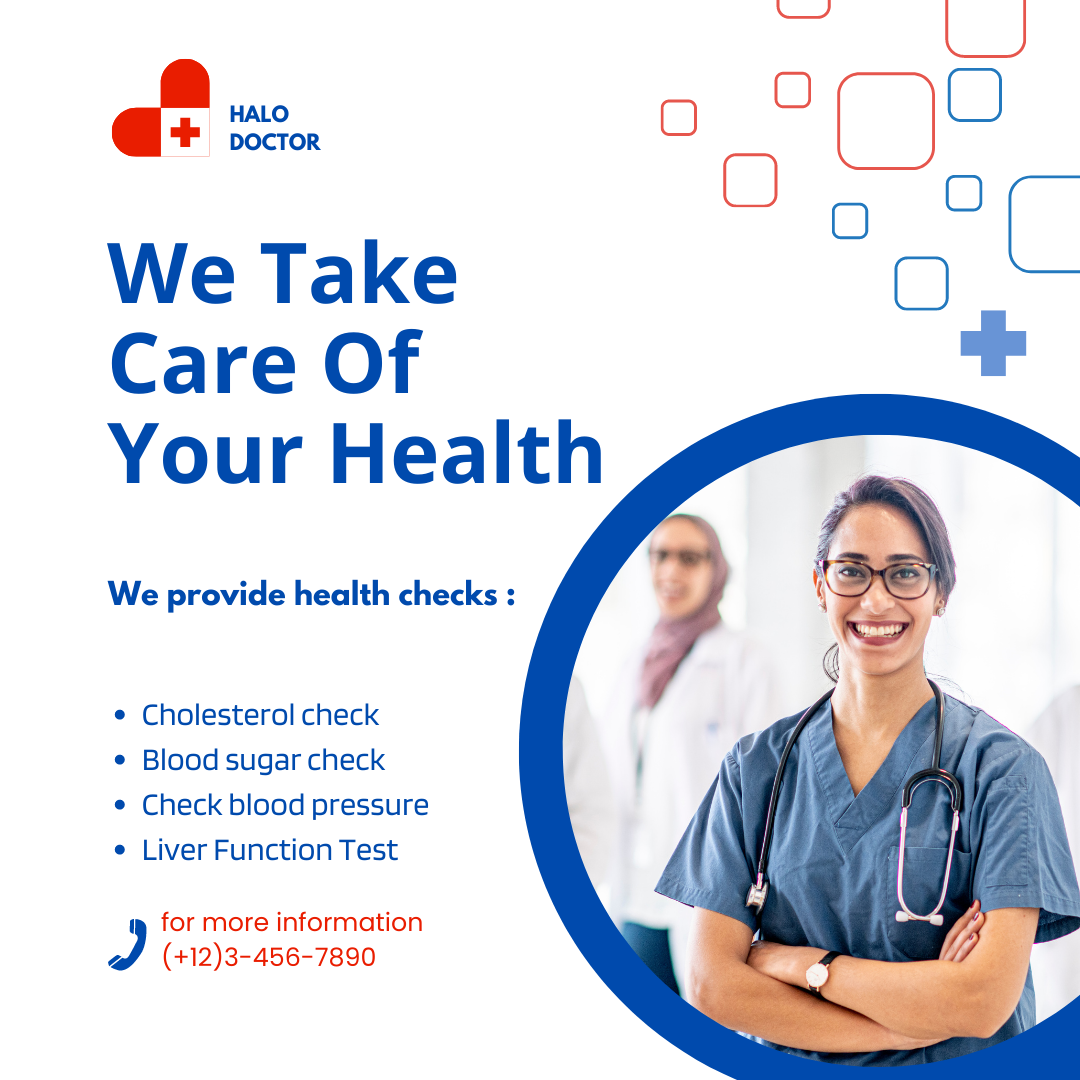 HALO
DOCTOR
We Take
Care Of
Your Health
We provide health checks :
• Cholesterol check
• Blood sugar check
• Check blood pressure
• Liver Function Test
for more information
(+12)3-456-7890